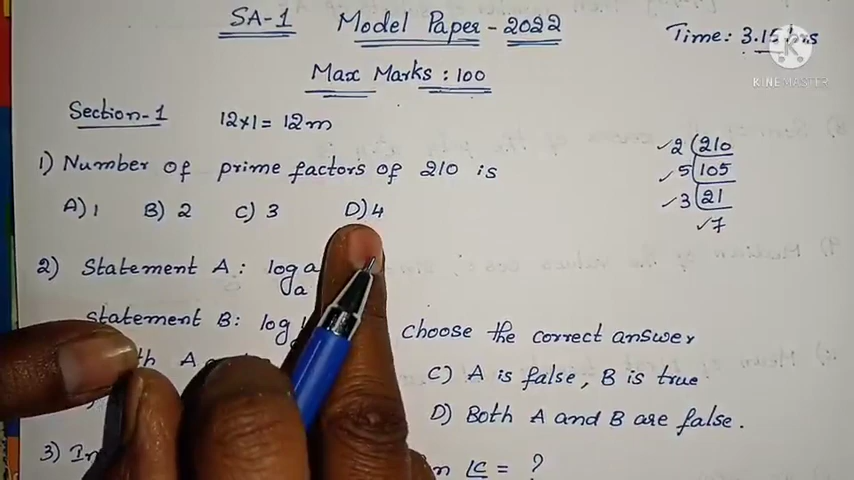 SA-1 Model Paper-2022
Time: 3.15 hrs
KINEMASTER
Max Marks: 100
Section-1 12×1= 12m
1) Number of prime factors of 210 is
A) 1 B) 2 C) 3 D) 4
2 210
5 105
3 21
7
2) Statement A: log a
a
Statement B: log
choose the correct answer
A
C) A is false, B is true
D) Both A and B are false.
3) In
= ?